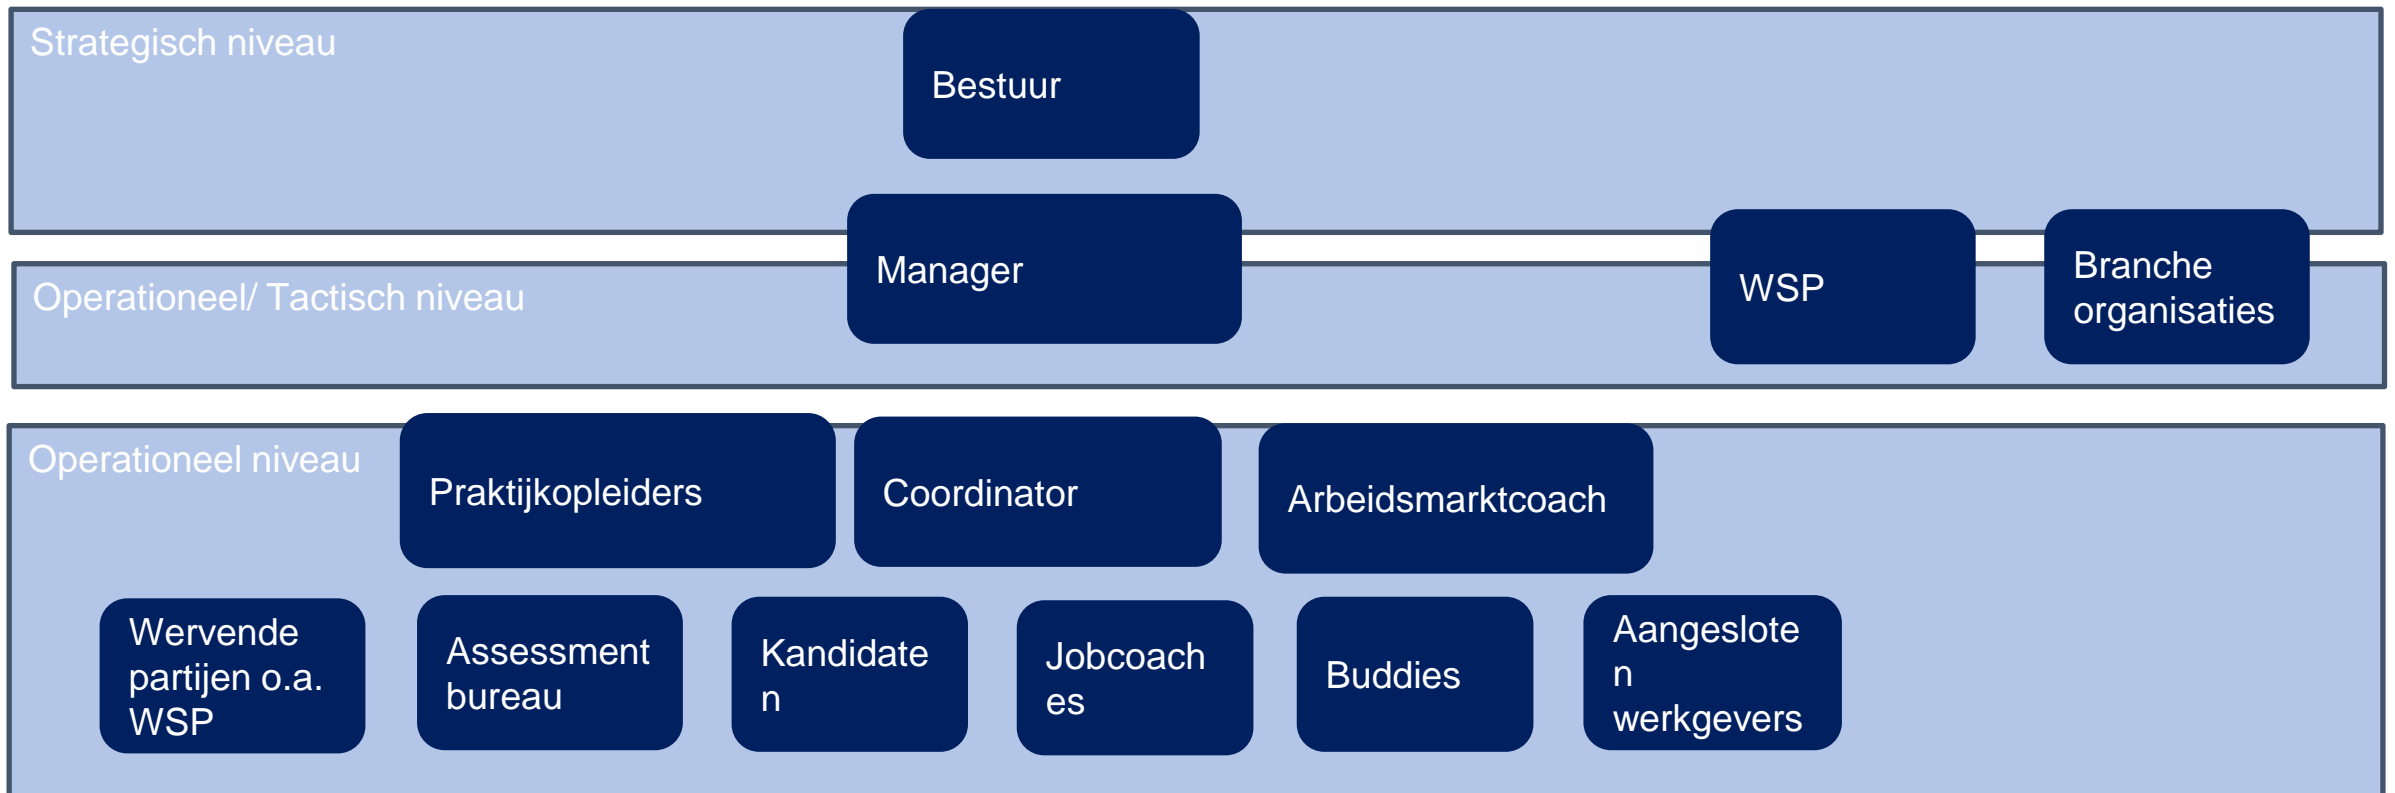 Strategisch niveau
Bestuur
Manager
WSP
Branche
organisaties
Operationeel/ Tactisch niveau
Operationeel niveau
Praktijkopleiders
Coordinator
Arbeidsmarktcoach
Wervende
partijen o.a.
WSP
Assessment
bureau
Kandidate
n
Jobcoach
es
Buddies
Aangeslote
n
werkgevers